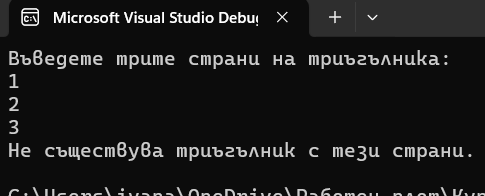 Microsoft Visual Studio Debug
Въведете трите страни на триъгълника:
1
2
3
Не съществува триъгълник с тези страни.